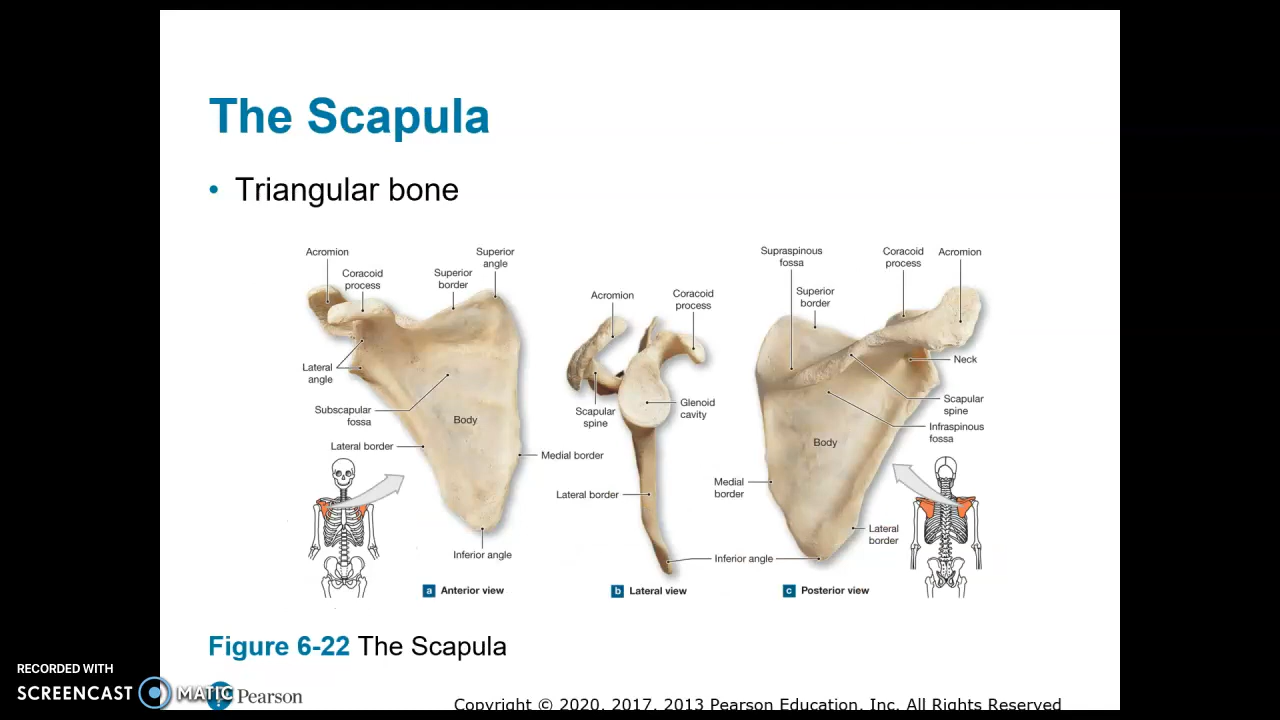 The Scapula
• Triangular bone
Acromion
Coracoid
process
Superior
border
Superior
angle
Lateral
angle
Subscapular
fossa
Body
Lateral border
Medial border
Inferior angle
a Anterior view
Acromion
Coracoid
process
Scapular
spine
Glenoid
cavity
Lateral border
Inferior angle
b Lateral view
Supraspinous
fossa
Superior
border
Coracoid
process
Acromion
Neck
Scapular
spine
Infraspinous
fossa
Body
Medial
border
Lateral
border
c Posterior view
Figure 6-22 The Scapula
RECORDED WITH
SCREENCAST MATIC
Pearson
Copyright © 2020, 2017, 2013 Pearson Education, Inc. All Rights Reserved